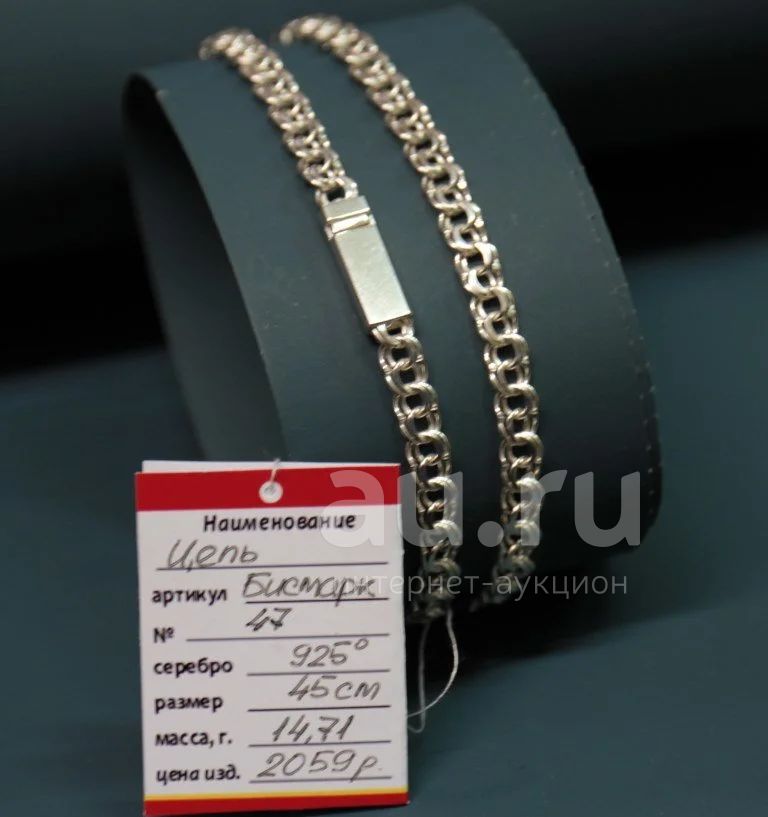 Наименование
Цепь
артикул Бисмарк
№ 47
серебро 925°
размер 45см
масса, г. 14,71
цена изд. 2059р.
au.ru
интернет-аукцион